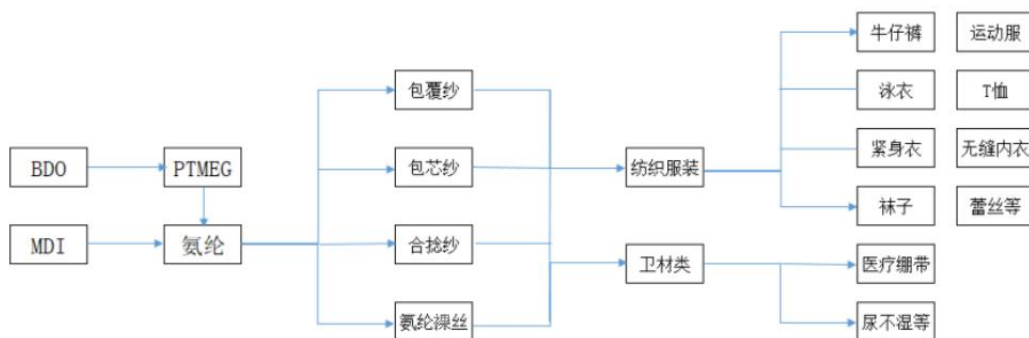 BDO
PTMEG
MDI
氨纶
包覆纱
包芯纱
合捻纱
氨纶裸丝
纺织服装
卫材类
牛仔裤
运动服
泳衣
T恤
紧身衣
无缝内衣
袜子
蕾丝等
医疗绷带
尿不湿等